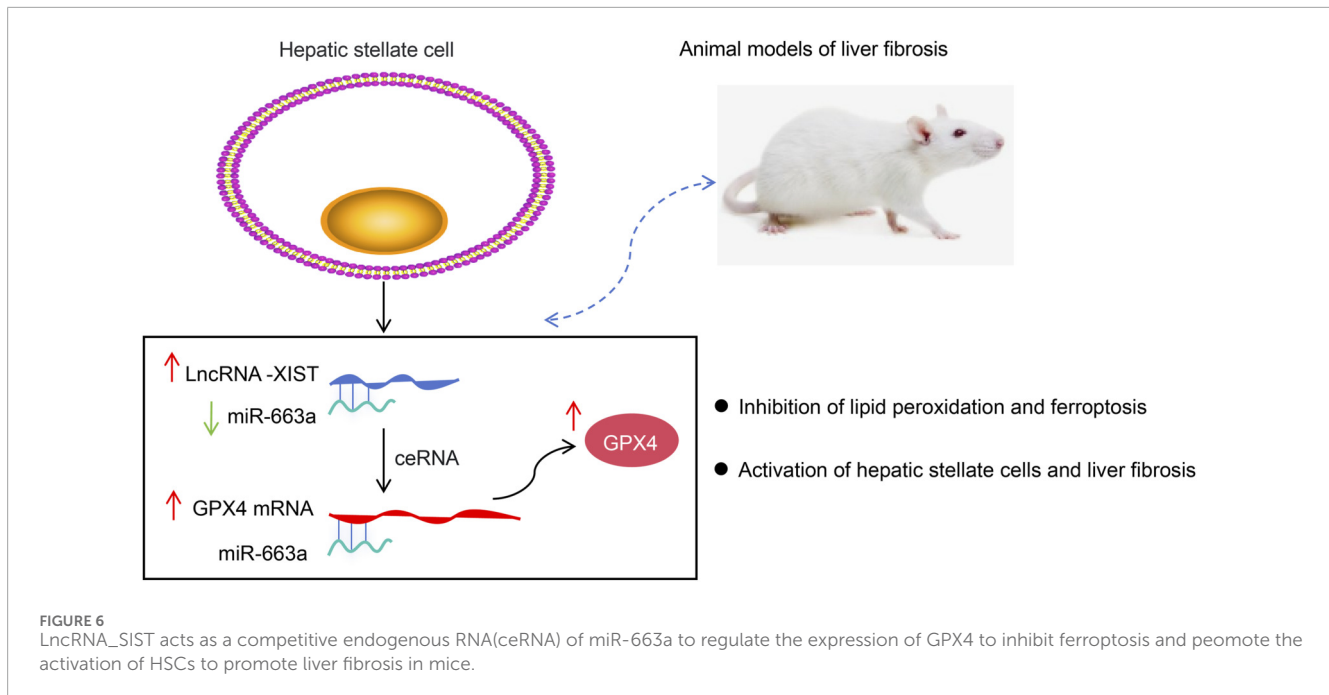 Hepatic stellate cell
Animal models of liver fibrosis
LncRNA -XIST
miR-663a
ceRNA
GPX4 mRNA
miR-663a
GPX4
● Inhibition of lipid peroxidation and ferroptosis
● Activation of hepatic stellate cells and liver fibrosis
FIGURE 6
LncRNA_SIST acts as a competitive endogenous RNA(ceRNA) of miR-663a to regulate the expression of GPX4 to inhibit ferroptosis and peomote the
activation of HSCs to promote liver fibrosis in mice.